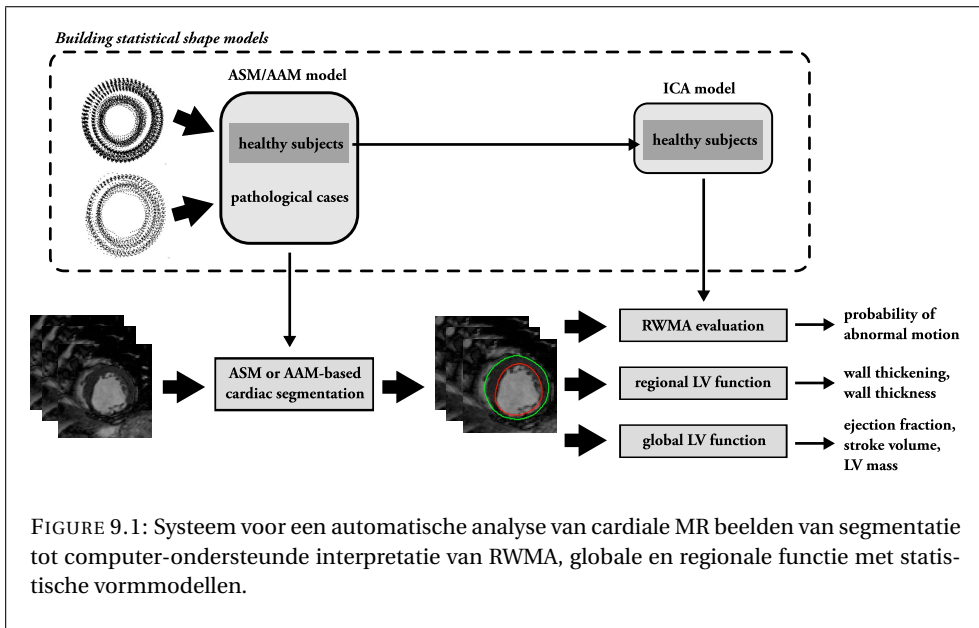 Building statistical shape models
ASM/AAM model
healthy subjects
pathological cases
ICA model
healthy subjects
ASM or AAM-based
cardiac segmentation
RWMA evaluation
probability of
abnormal motion
regional LV function
wall thickening,
wall thickness
global LV function
ejection fraction,
stroke volume,
LV mass
FIGURE 9.1: Systeem voor een automatische analyse van cardiale MR beelden van segmentatie
tot computer-ondersteunde interpretatie van RWMA, globale en regionale functie met statis-
tische vormmodellen.